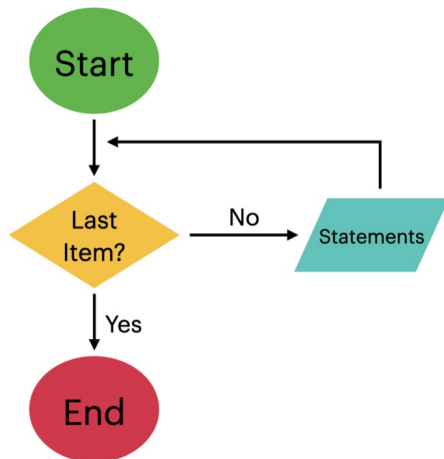 Start
Last
Item?
No
Statements
Yes
End